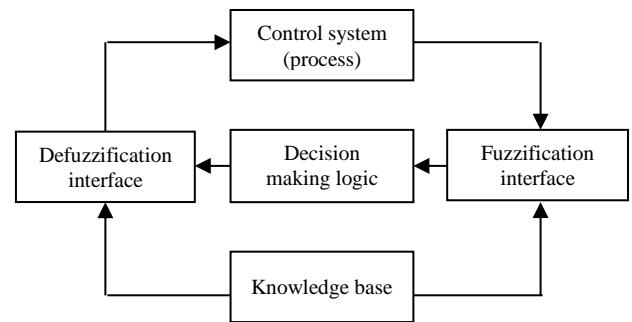 Control system
(process)
Defuzzification
interface
Decision
making logic
Fuzzification
interface
Knowledge base